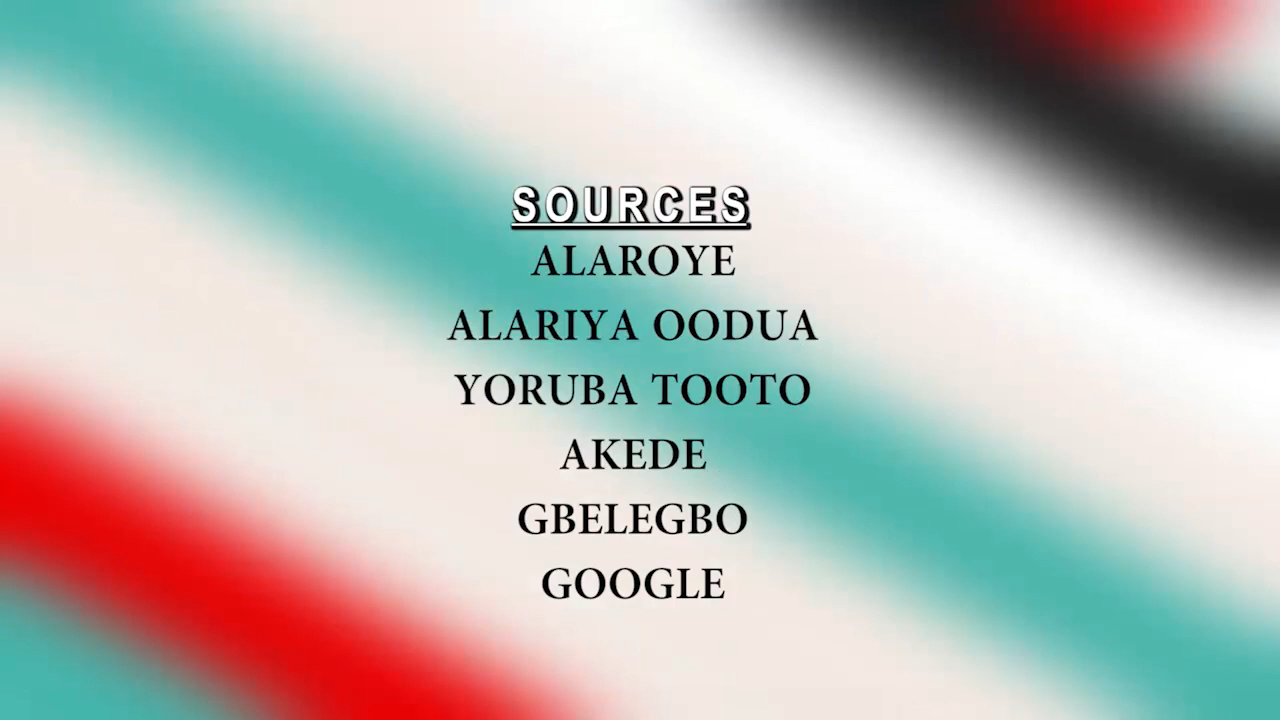 SOURCES
ALAROYE
ALARIYA OODUA
YORUBA TOOTO
AKEDE
GBELEGBO
GOOGLE